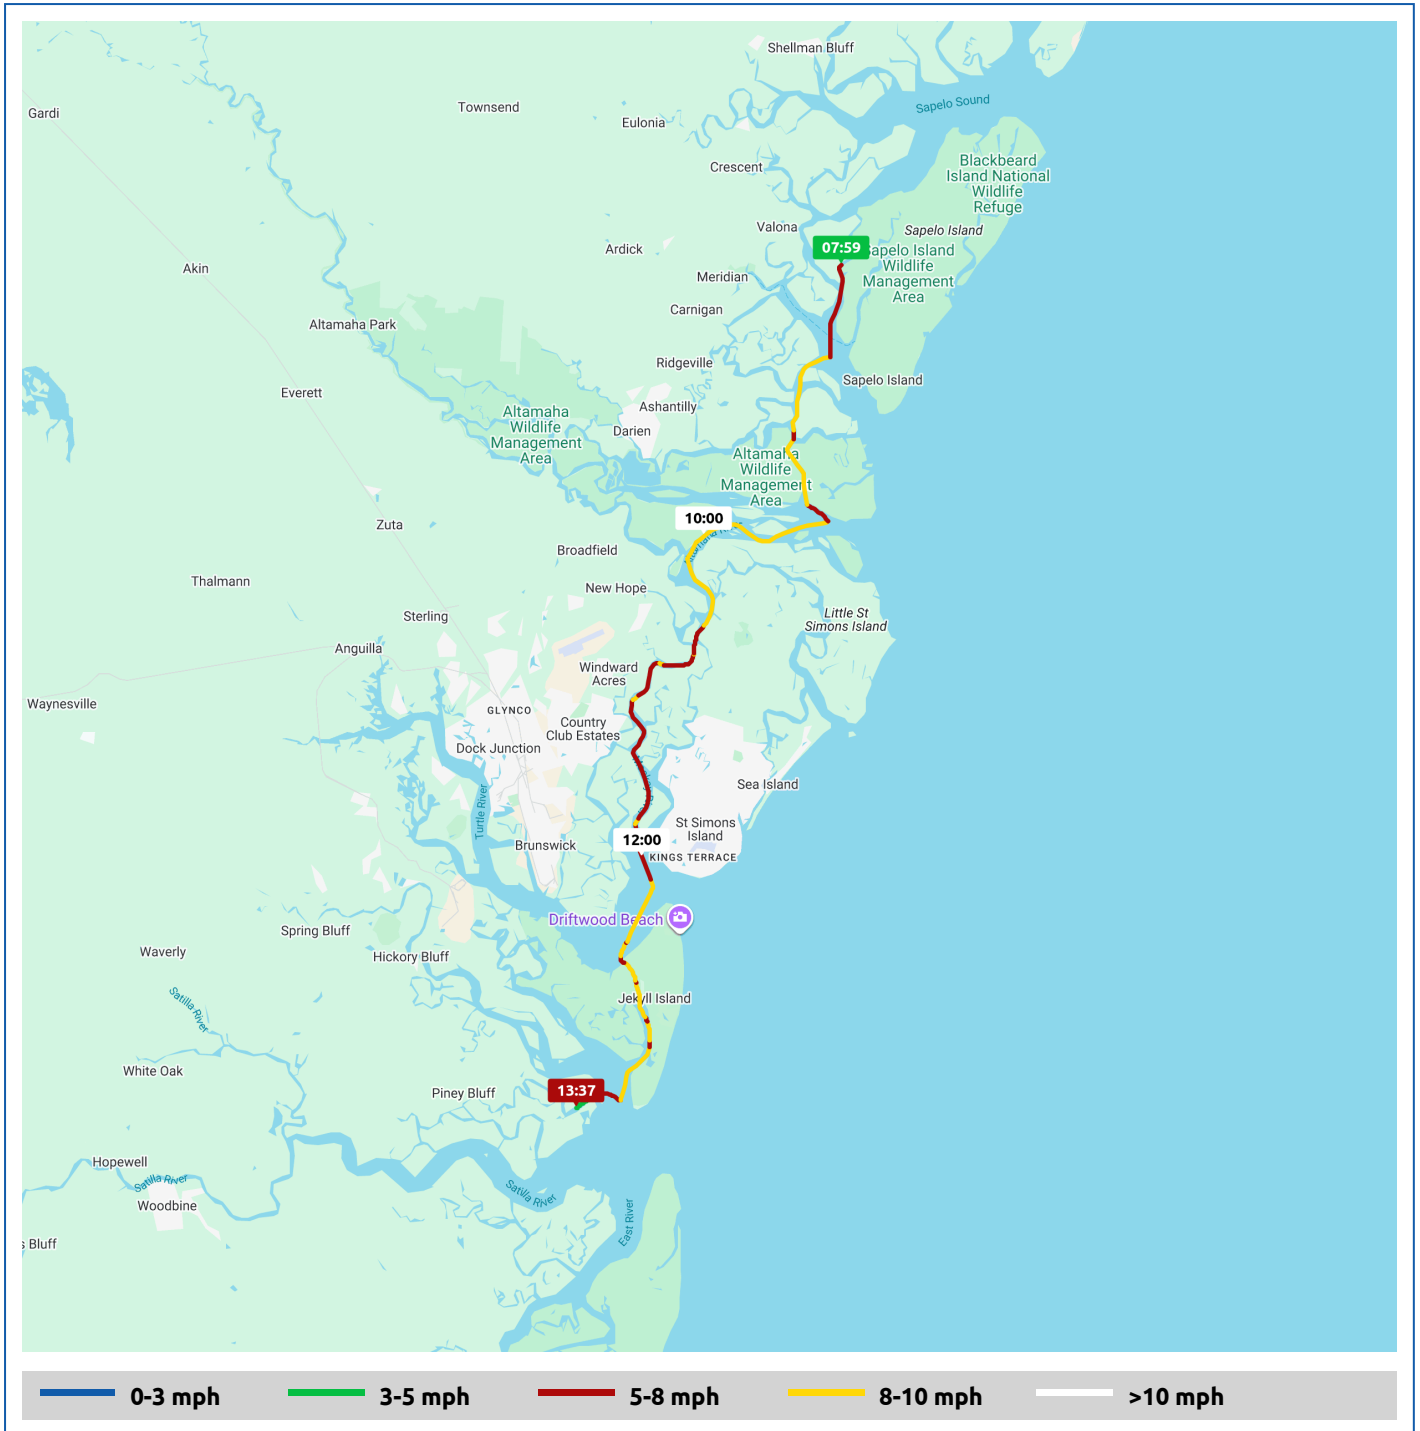 Shellman Bluff
Sapelo Sound
Gardi
Townsend
Eulonia
Crescent
Blackbeard
Island National
Wildlife
Refuge
Valona
Sapelo Island
07:59
apelo Island
Wildlife
Management
Area
Ardick
Akin
Meridian
Carnigan
Altamaha Park
Ridgeville
Sapelo Island
Everett
Ashantilly
Altamaha
Wildlife
Management
Area
Darien
Altamaha
Wildlife
Management
Area
10:00
Zuta
Broadfield
Thalmann
New Hope
Sterling
Little St
Simons Island
Anguilla
Windward
Acres
Waynesville
GLYNCO
Country
Club Estates
Dock Junction
Sea Island
Turtle River
St Simons
Island
12:00
Brunswick
KINGS TERRACE
Driftwood Beach
Spring Bluff
Waverly
Hickory Bluff
Satilla River
Jekyll Island
White Oak
13:37
Piney Bluff
Hopewell
Satilla River
Satilla River
Woodbine
East River
s Bluff
0-3 mph
3-5 mph
5-8 mph
8-10 mph
>10 mph